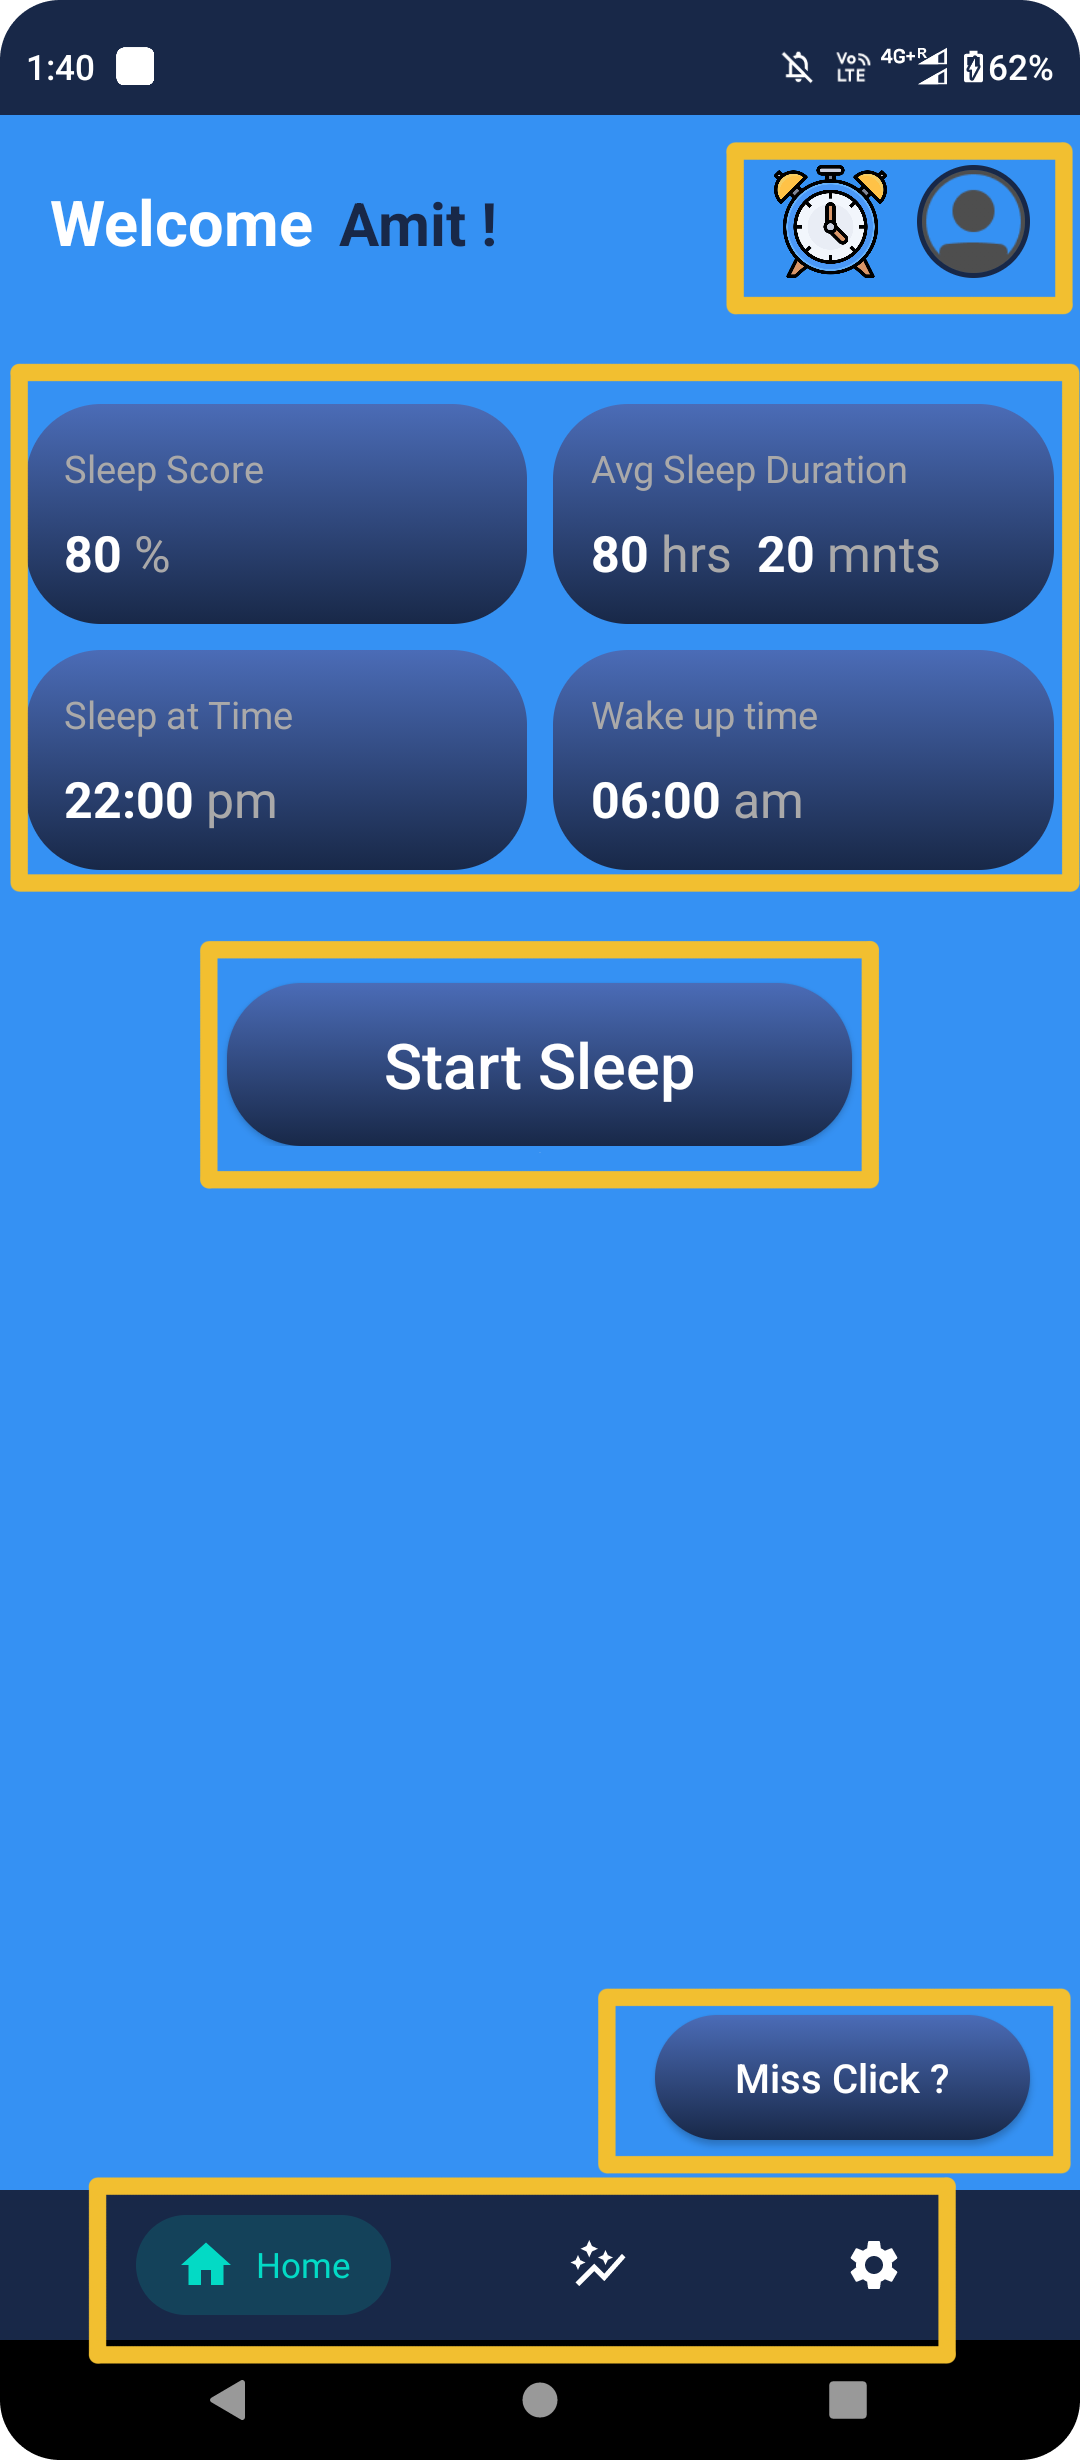 1:40 Vo LTE 4G+ R 62%
Welcome Amit !
Sleep Score
80 %
Avg Sleep Duration
80 hrs 20 mnts
Sleep at Time
22:00 pm
Wake up time
06:00 am
Start Sleep
Miss Click ?
Home